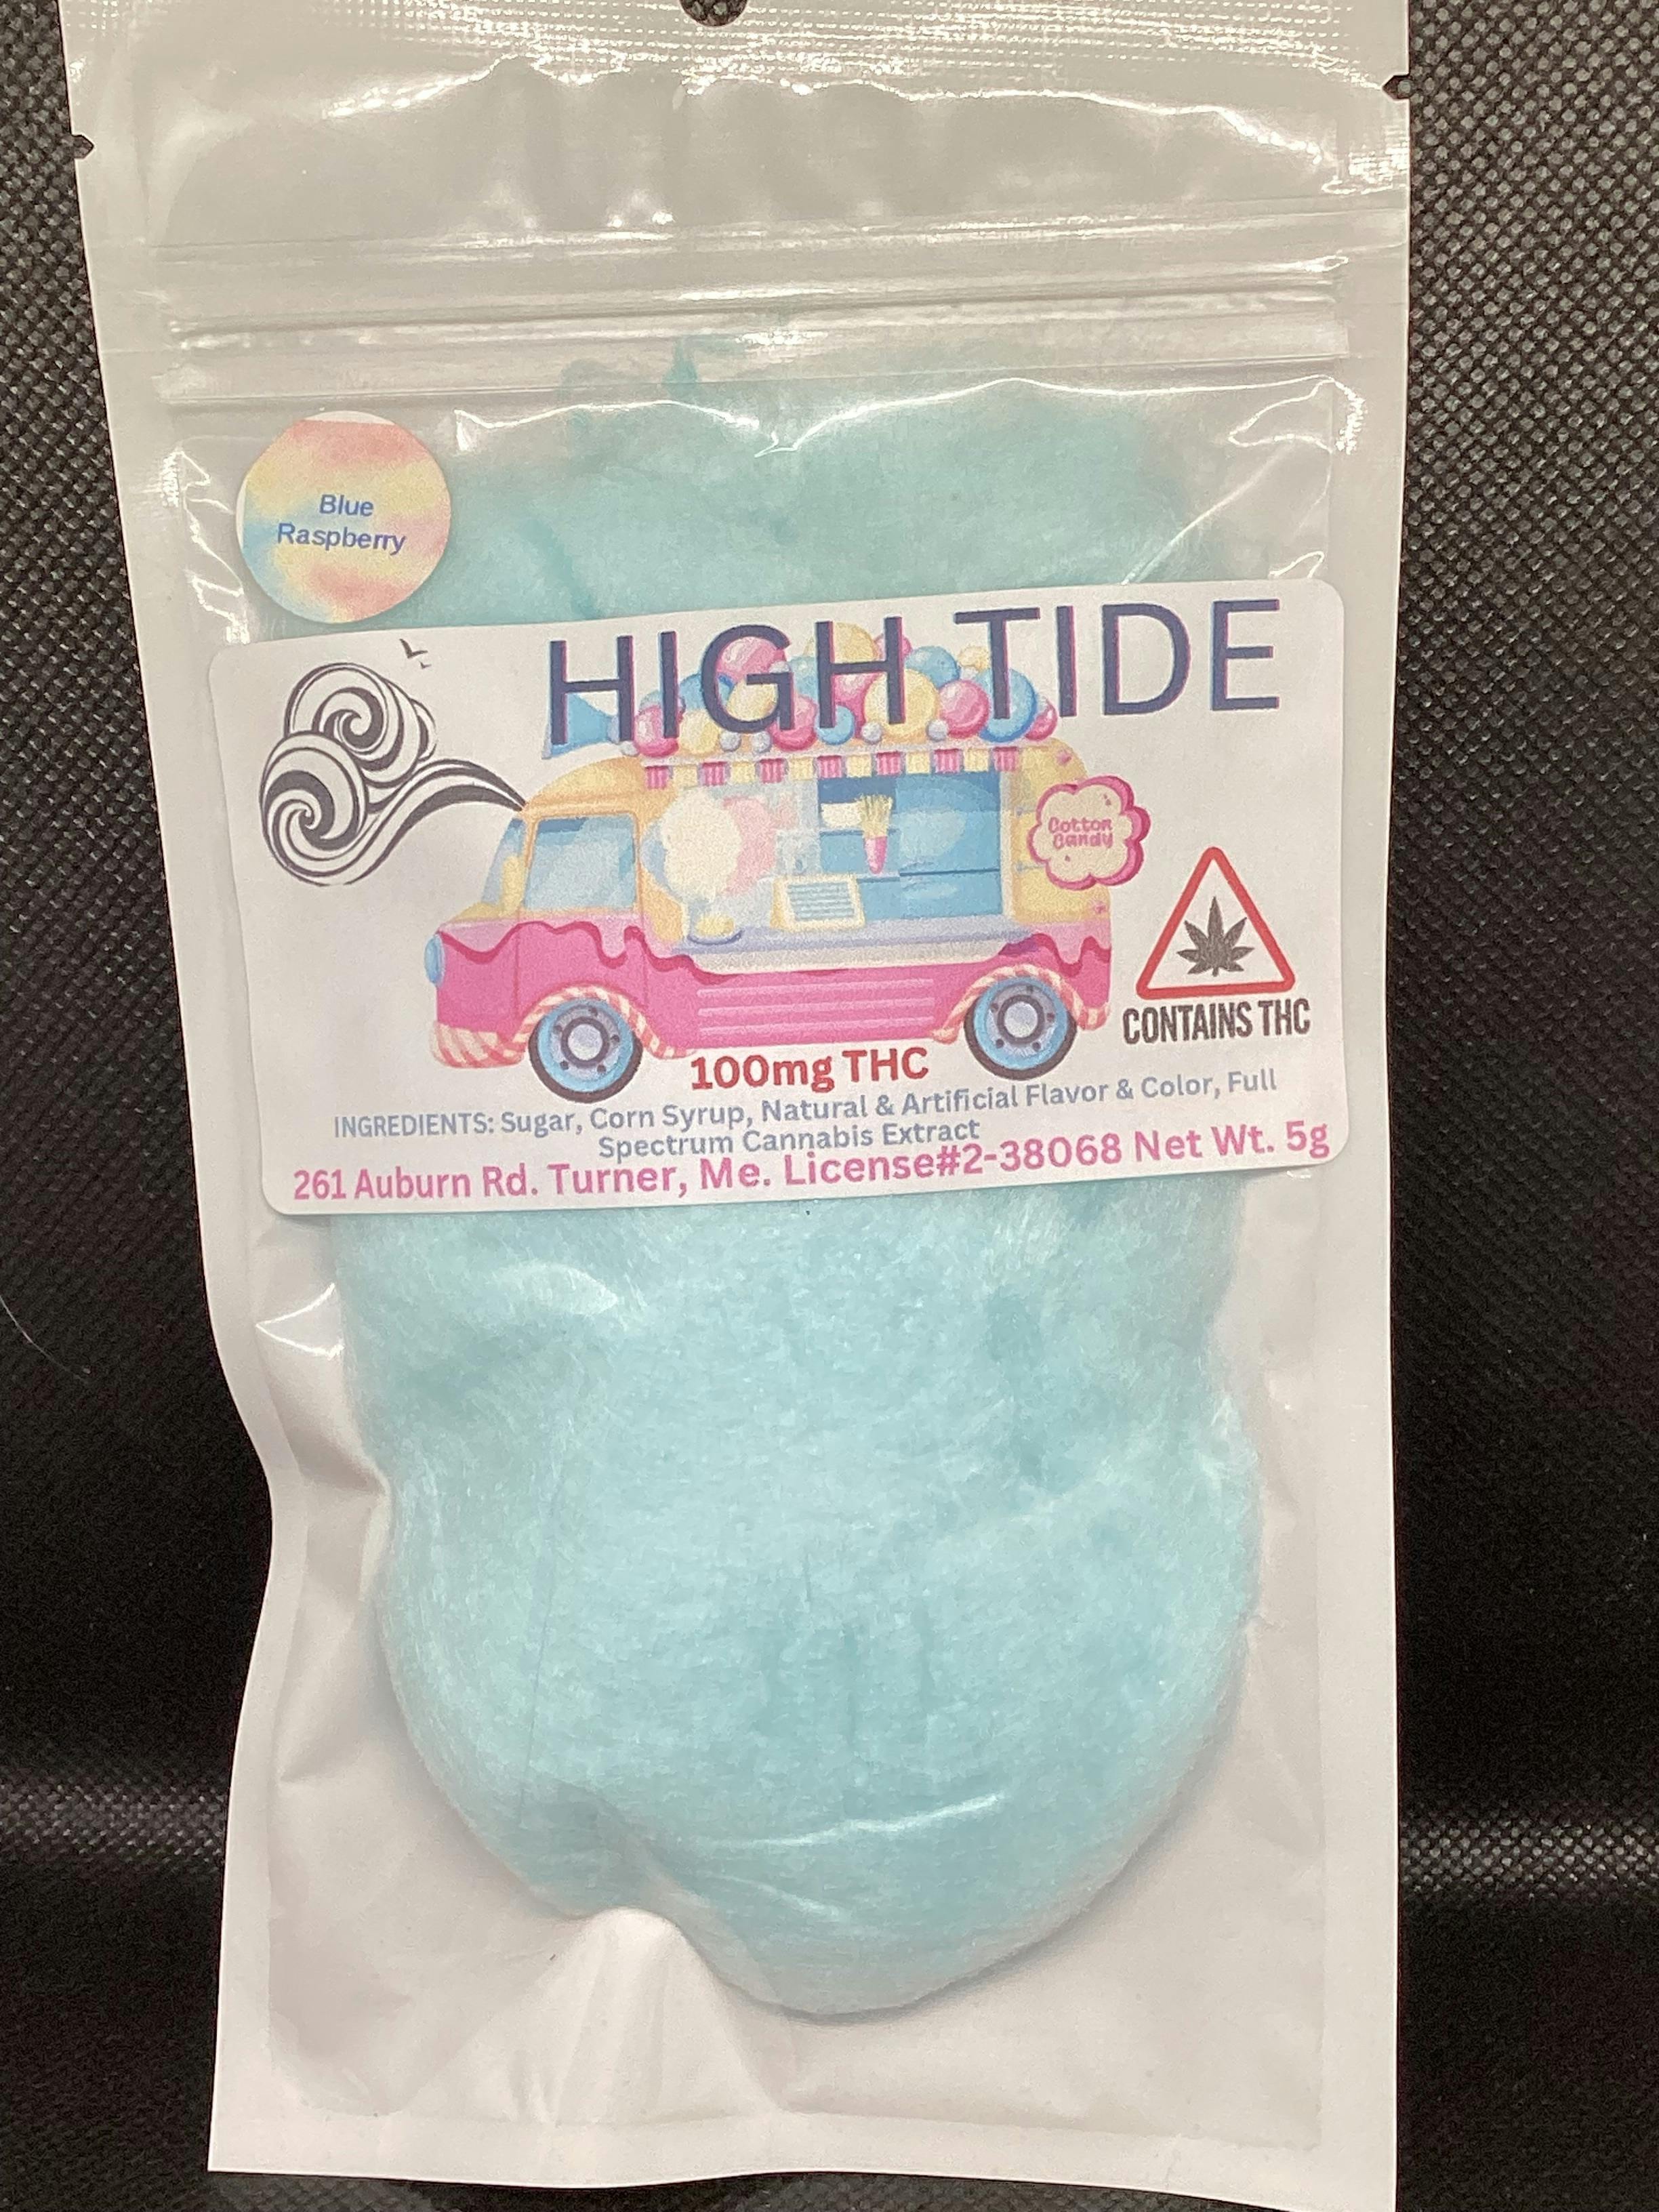 Blue
Raspberry
HIGH TIDE
Cotton
Candy
CONTAINS THC
100mg THC
INGREDIENTS: Sugar, Corn Syrup, Natural & Artificial Flavor & Color, Full
Spectrum Cannabis Extract
261 Auburn Rd. Turner, Me. License#2-38068 Net Wt. 5g